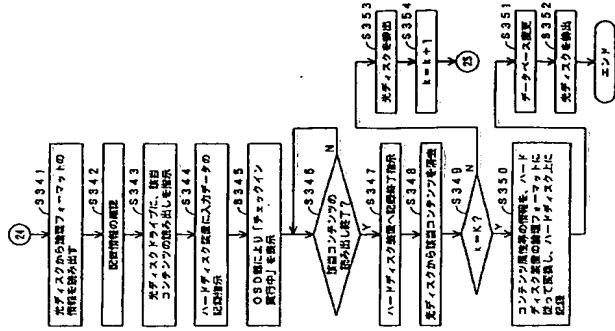 24
S341
光ディスクから論理フォーマットの
情報を読み出す
S342
配置情報の確認
S343
光ディスクドライブに、該当
コンテンツの読み出しを指示
S344
ハードディスク装置に入力データの
記録指示
S345
OSD部により「チェックイン
実行中」を表示
S346
該当コンテンツの
読み出し終了?
N
Y
S347
ハードディスク装置へ記録終了指示
S348
光ディスクから該当コンテンツを消去
S349
k=K?
N
Y
S350
コンテンツ属性等の情報を、ハード
ディスク装置の論理フォーマットに
従って変換し、ハードディスク上に
記録
S353
光ディスクを排出
S354
k=k+1
25
S351
データベース変更
S352
光ディスクを排出
エンド